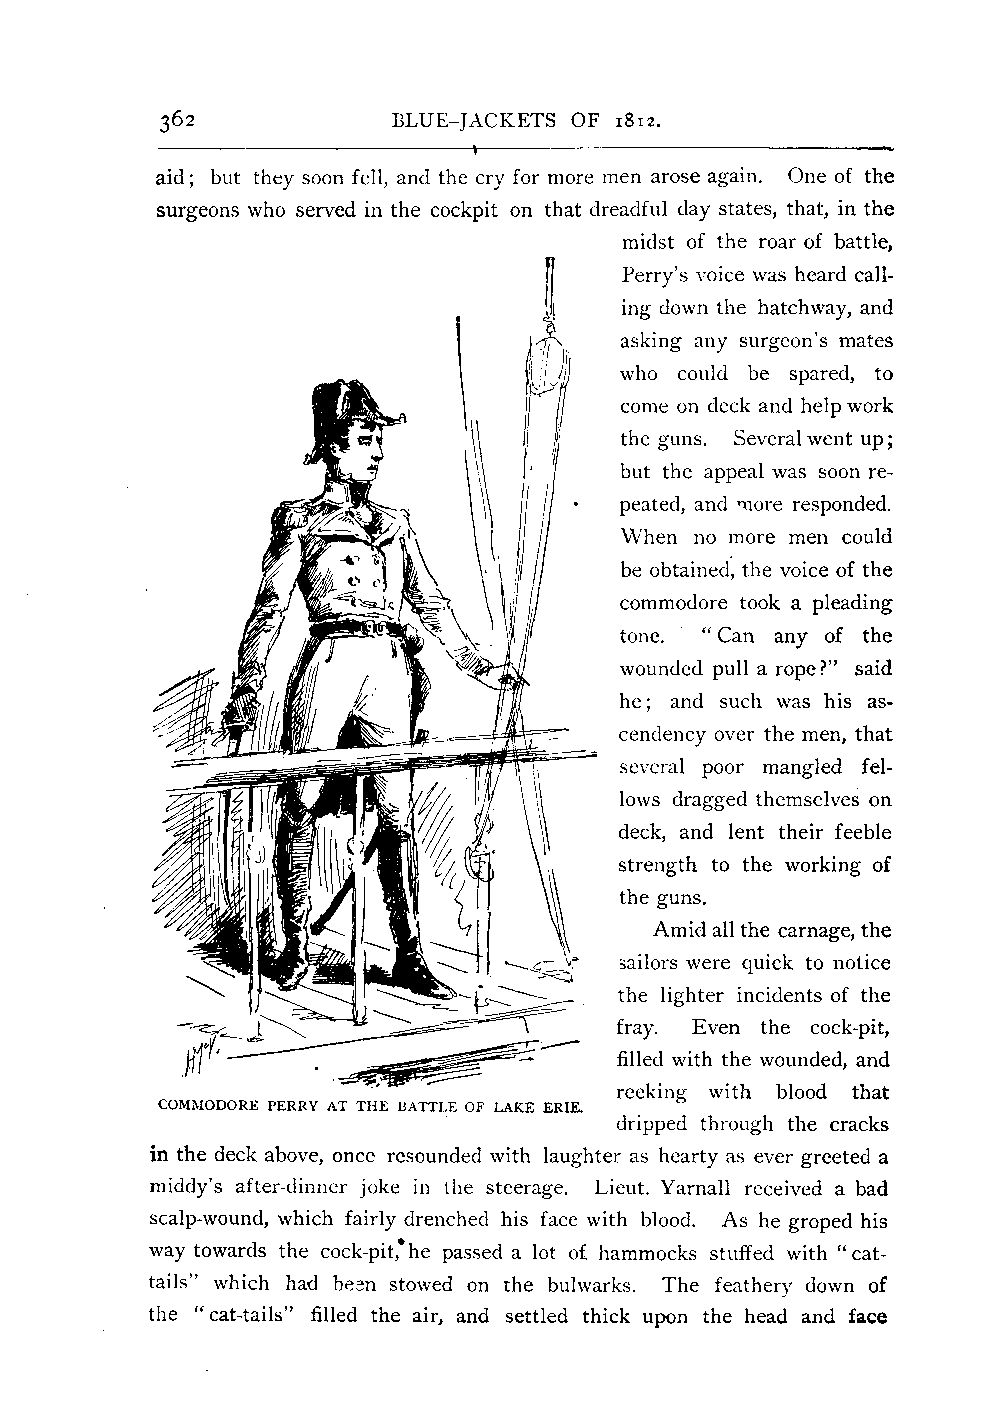 362 BLUE-JACKETS OF 1812.
aid; but they soon fell, and the cry for more men arose again. One of the
surgeons who served in the cockpit on that dreadful day states, that, in the
midst of the roar of battle,
Perry's voice was heard call-
ing down the hatchway, and
asking any surgeon's mates
who could be spared, to
come on deck and help work
the guns. Several went up;
but the appeal was soon re-
peated, and more responded.
When no more men could
be obtained, the voice of the
commodore took a pleading
tone. "Can any of the
wounded pull a rope?" said
he; and such was his as-
cendency over the men, that
several poor mangled fel-
lows dragged themselves on
deck, and lent their feeble
strength to the working of
the guns.
Amid all the carnage, the
sailors were quick to notice
the lighter incidents of the
fray. Even the cock-pit,
filled with the wounded, and
reeking with blood that
dripped through the cracks
COMMODORE PERRY AT THE BATTLE OF LAKE ERIE.
in the deck above, once resounded with laughter as hearty as ever greeted a
middy's after-dinner joke in the steerage. Lieut. Yarnall received a bad
scalp-wound, which fairly drenched his face with blood. As he groped his
way towards the cock-pit, he passed a lot of hammocks stuffed with "cat-
tails" which had been stowed on the bulwarks. The feathery down of
the "cat-tails" filled the air, and settled thick upon the head and face